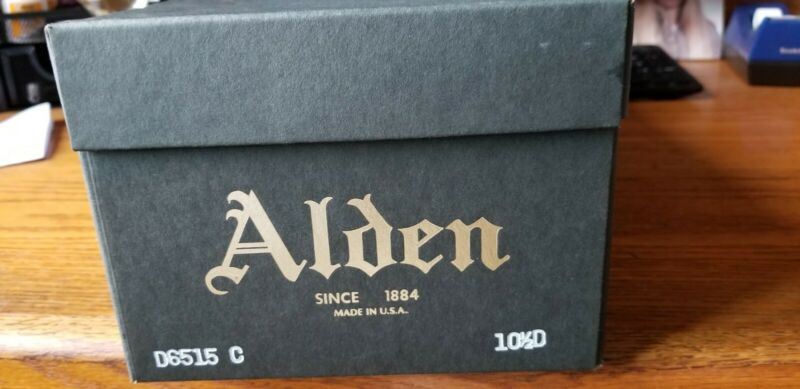 Alden
SINCE 1884
MADE IN U.S.A.
D6515 C
10½D